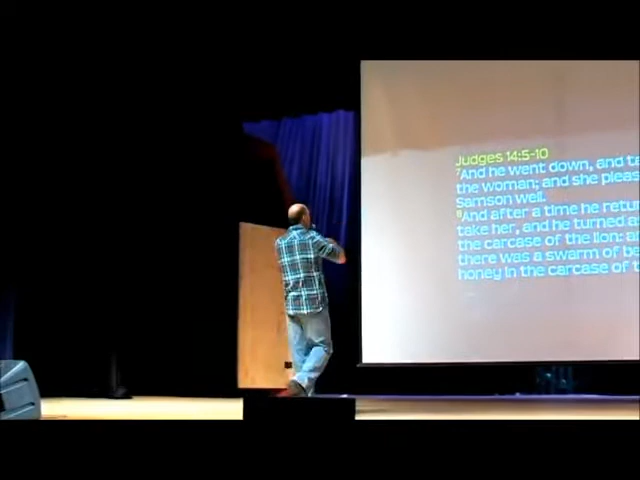 Judges 14:5-10
7And he went down, and ta
the woman; and she pleas
Samson well.
8And after a time he retu
take her, and he turned as
the carcase of the lion: a
there was a swarm of be
honey in the carcase of t